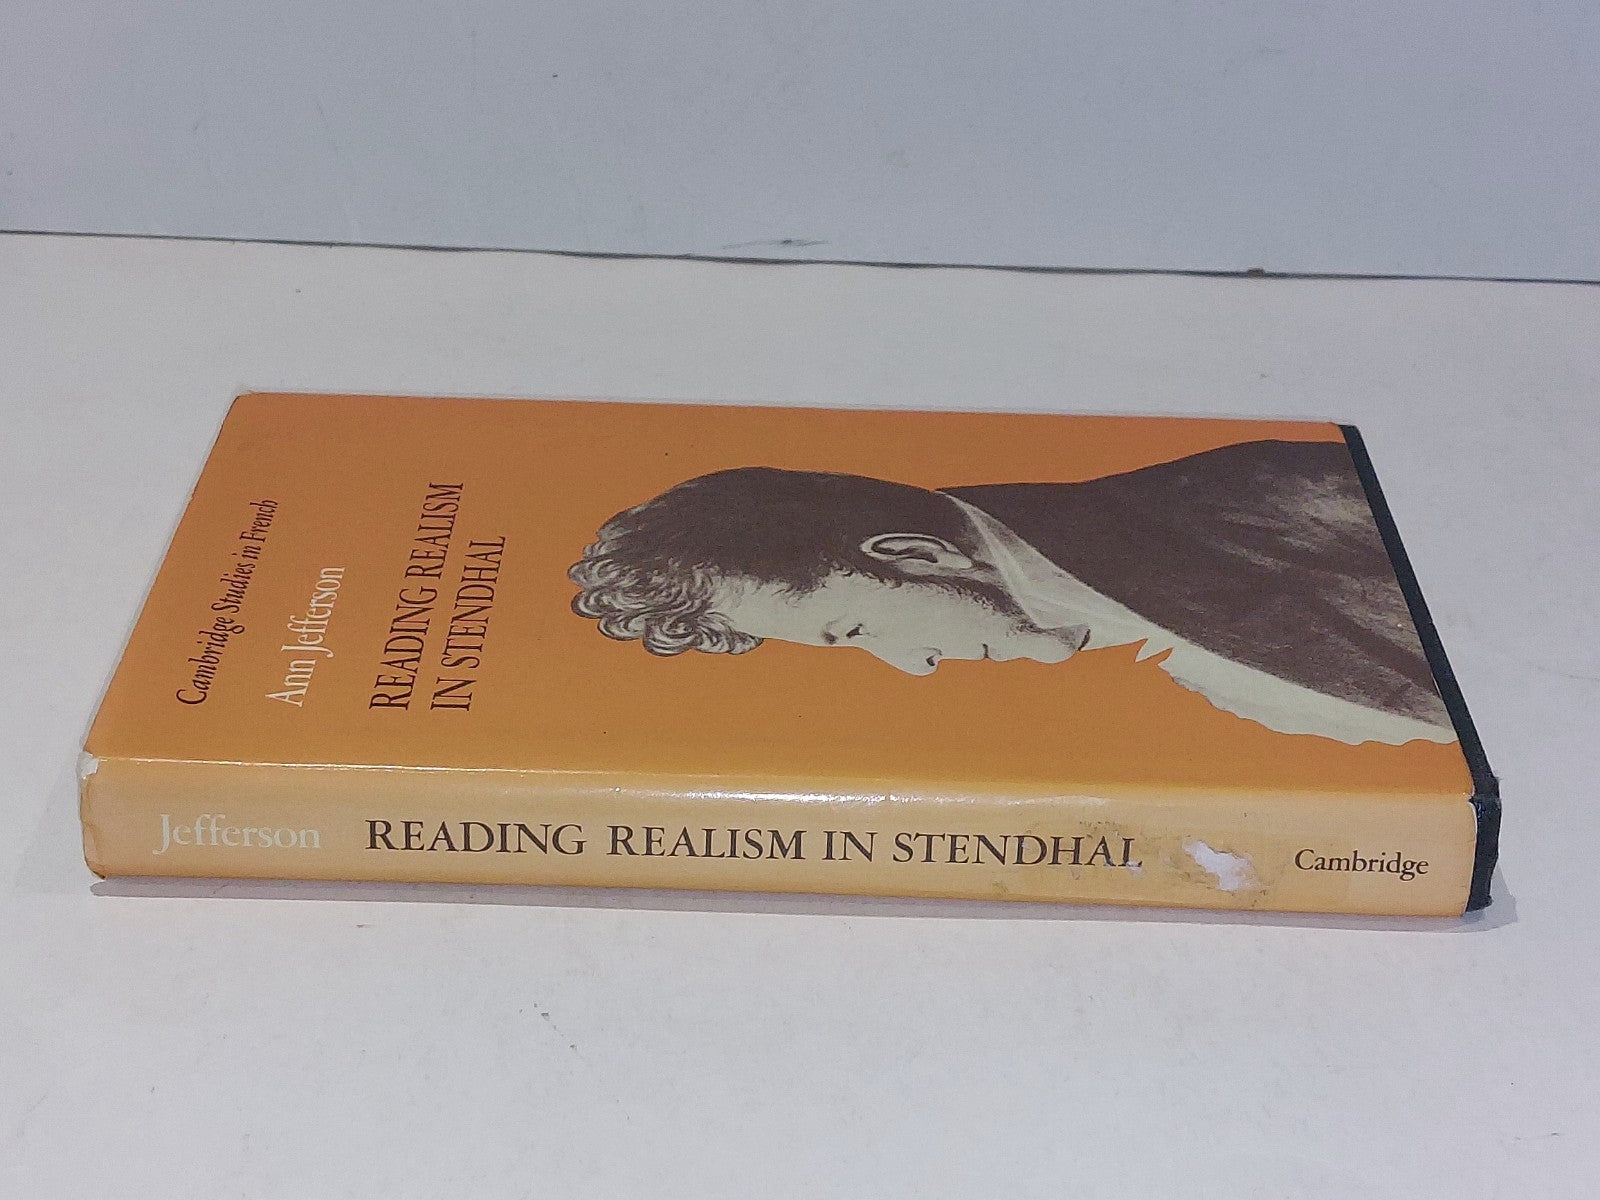 Cambridge Studies in French
Ann Jefferson
READING REALISM
IN STENDHAL
Jefferson READING REALISM IN STENDHAL Cambridge